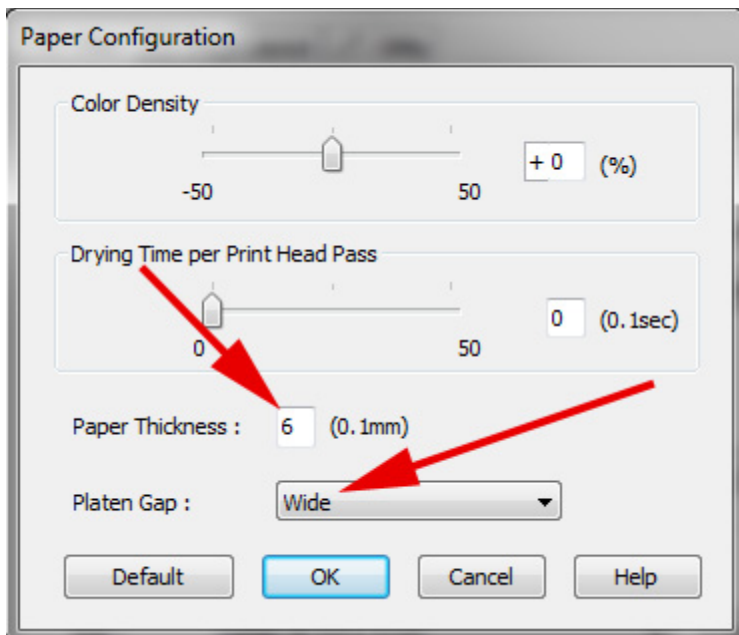 Paper Configuration
Color Density
+ 0 (%)
-50 50
Drying Time per Print Head Pass
0 (0.1sec)
0 50
Paper Thickness : 6 (0.1mm)
Platen Gap : Wide
Default OK Cancel Help